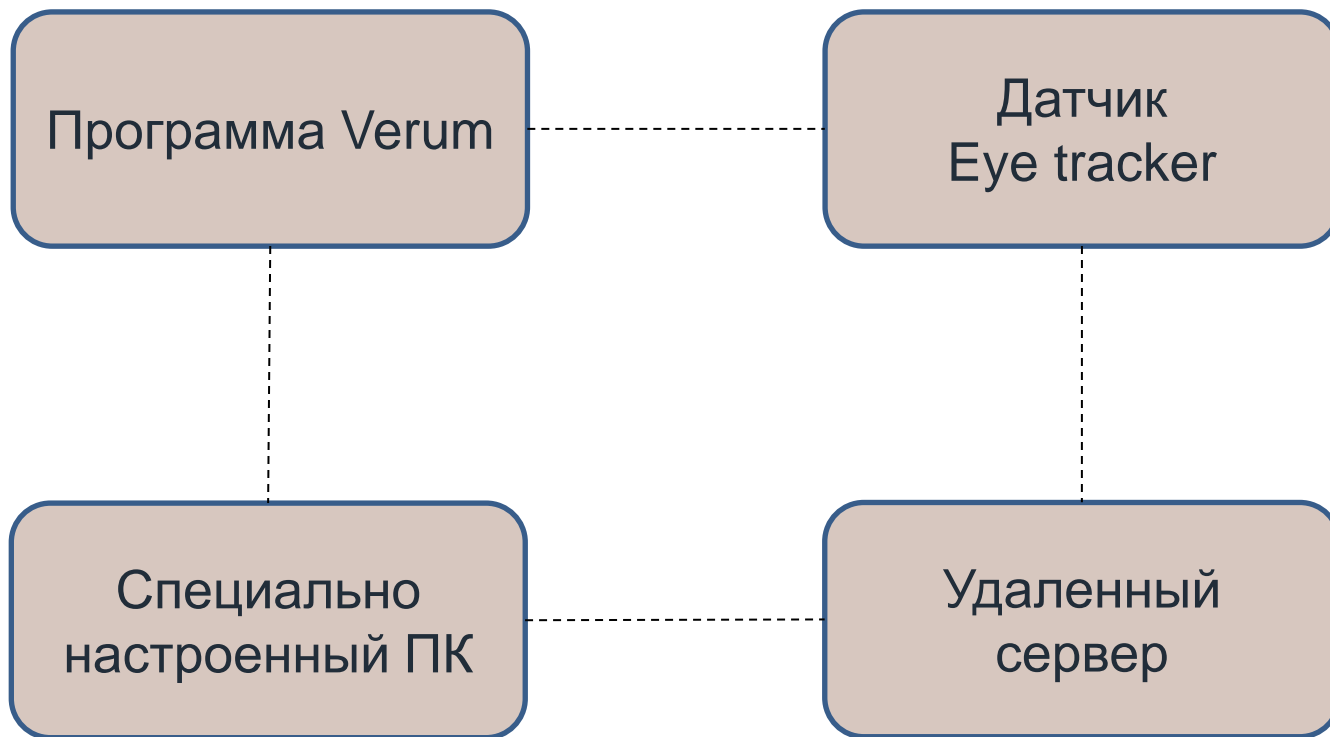 Программа Verum
Датчик
Eye tracker
Специально
настроенный ПК
Удаленный
сервер